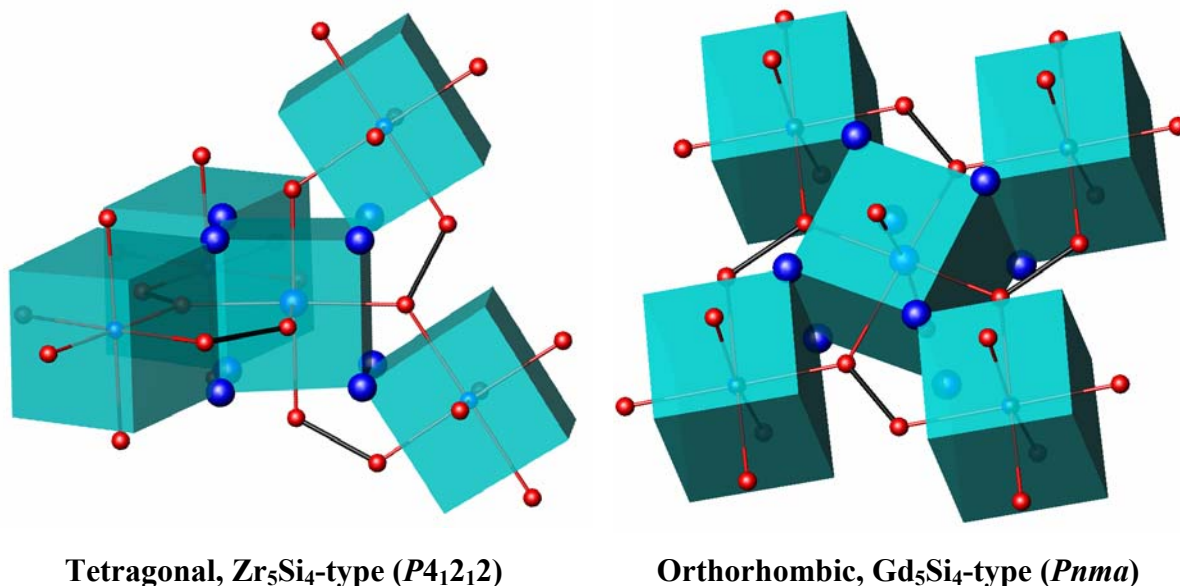 Tetragonal, Zr₅Si₄-type (P4₁2₁2)
Orthorhombic, Gd₅Si₄-type (Pnma)